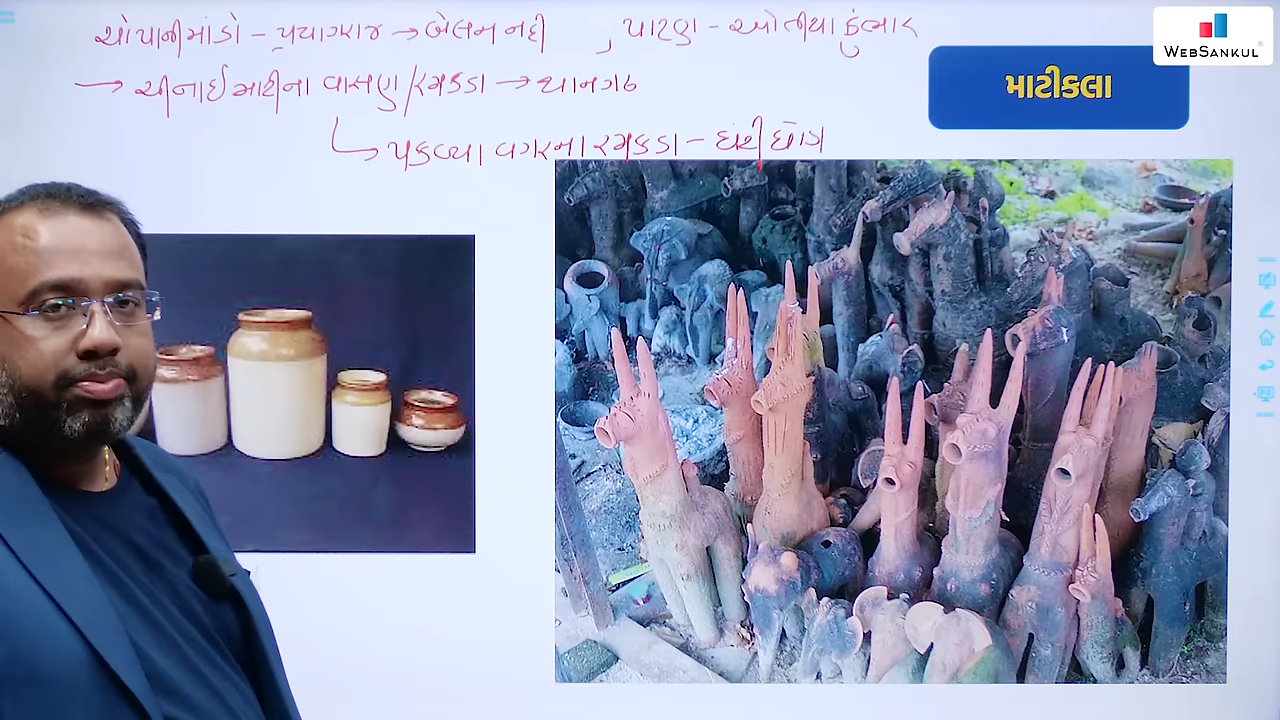 ચોપાનીમાંડો - પ્રયાગરાજ → બેલન નદી , પાટણ - ઓતીયા કુંભાર
WEBSANKUL
માટીકલા
→ ચીનાઈ માટીના વાસણ/રમકડા → થાનગઢ
↳ પકવ્યા વગરના રમકડા -